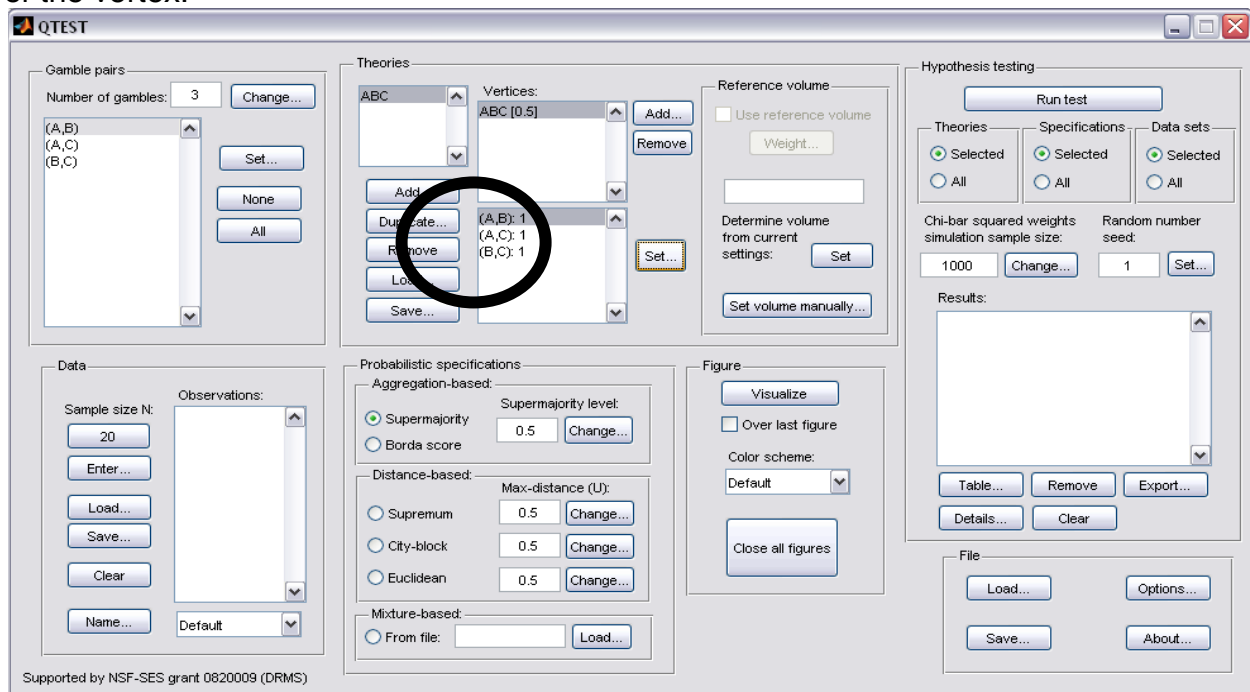 of the vertex.
QTEST
Gamble pairs
Number of gambles: 3 Change...
(A,B)
(A,C)
(B,C)
Set...
None
All
Theories
ABC
Add...
Duplicate...
Remove
Load...
Save...
Vertices:
ABC [0.5]
Add...
Remove
(A,B): 1
(A,C): 1
(B,C): 1
Set...
Reference volume
Use reference volume
Weight...
Determine volume
from current
settings: Set
Set volume manually...
Hypothesis testing
Run test
Theories
Selected
All
Specifications
Selected
All
Data sets
Selected
All
Chi-bar squared weights
simulation sample size:
1000 Change...
Random number
seed:
1 Set...
Results:
Table... Remove Export...
Details... Clear
Data
Sample size N:
20
Enter...
Load...
Save...
Clear
Name... Default
Observations:
Probabilistic specifications
Aggregation-based:
Supermajority
Borda score
Supermajority level:
0.5 Change...
Distance-based:
Max-distance (U):
Supremum 0.5 Change...
City-block 0.5 Change...
Euclidean 0.5 Change...
Mixture-based:
From file: Load...
Figure
Visualize
Over last figure
Color scheme:
Default
Close all figures
File
Load... Options...
Save... About...
Supported by NSF-SES grant 0820009 (DRMS)